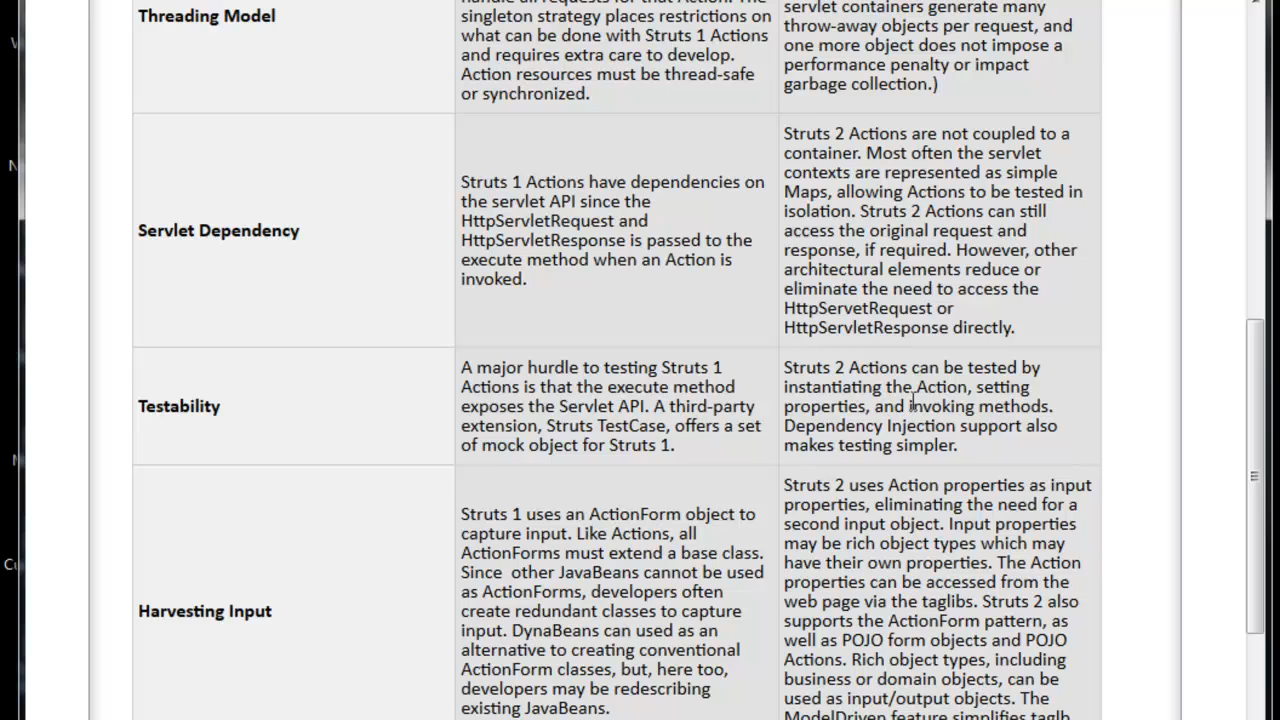 Threading Model
singleton strategy places restrictions on
what can be done with Struts 1 Actions
and requires extra care to develop.
Action resources must be thread-safe
or synchronized.
servlet containers generate many
throw-away objects per request, and
one more object does not impose a
performance penalty or impact
garbage collection.)
Servlet Dependency
Struts 1 Actions have dependencies on
the servlet API since the
HttpServletRequest and
HttpServletResponse is passed to the
execute method when an Action is
invoked.
Struts 2 Actions are not coupled to a
container. Most often the servlet
contexts are represented as simple
Maps, allowing Actions to be tested in
isolation. Struts 2 Actions can still
access the original request and
response, if required. However, other
architectural elements reduce or
eliminate the need to access the
HttpServetRequest or
HttpServletResponse directly.
Testability
A major hurdle to testing Struts 1
Actions is that the execute method
exposes the Servlet API. A third-party
extension, Struts TestCase, offers a set
of mock object for Struts 1.
Struts 2 Actions can be tested by
instantiating the Action, setting
properties, and invoking methods.
Dependency Injection support also
makes testing simpler.
Harvesting Input
Struts 1 uses an ActionForm object to
capture input. Like Actions, all
ActionForms must extend a base class.
Since  other JavaBeans cannot be used
as ActionForms, developers often
create redundant classes to capture
input. DynaBeans can used as an
alternative to creating conventional
ActionForm classes, but, here too,
developers may be redescribing
existing JavaBeans.
Struts 2 uses Action properties as input
properties, eliminating the need for a
second input object. Input properties
may be rich object types which may
have their own properties. The Action
properties can be accessed from the
web page via the taglibs. Struts 2 also
supports the ActionForm pattern, as
well as POJO form objects and POJO
Actions. Rich object types, including
business or domain objects, can be
used as input/output objects. The
ModelDriven feature simplifies taglb